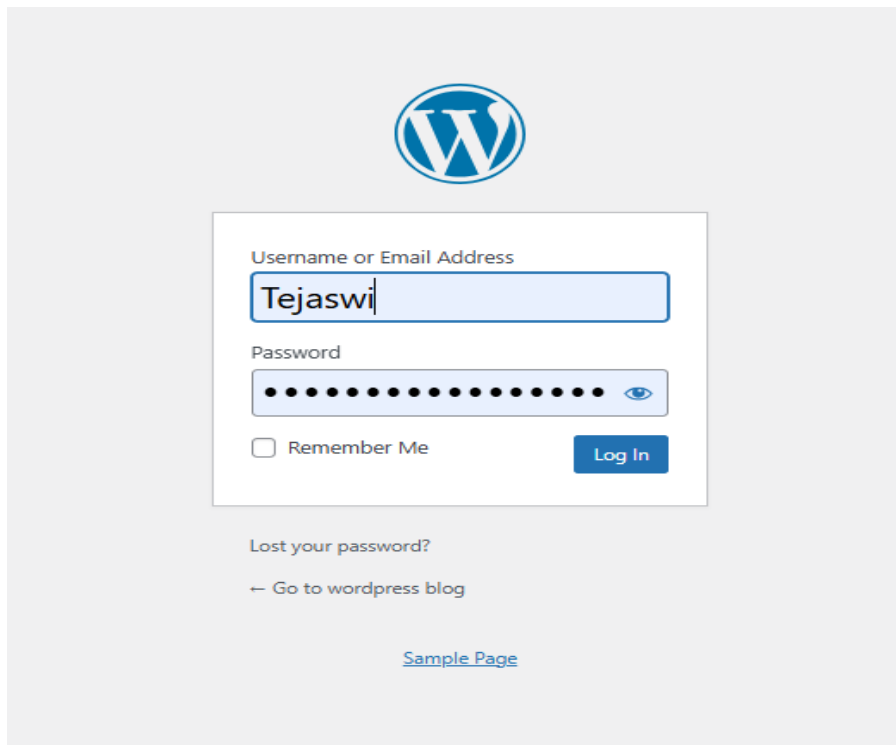 Username or Email Address
Tejaswi
Password
•••••••••••••••••
Remember Me
Log In
Lost your password?
← Go to wordpress blog
Sample Page